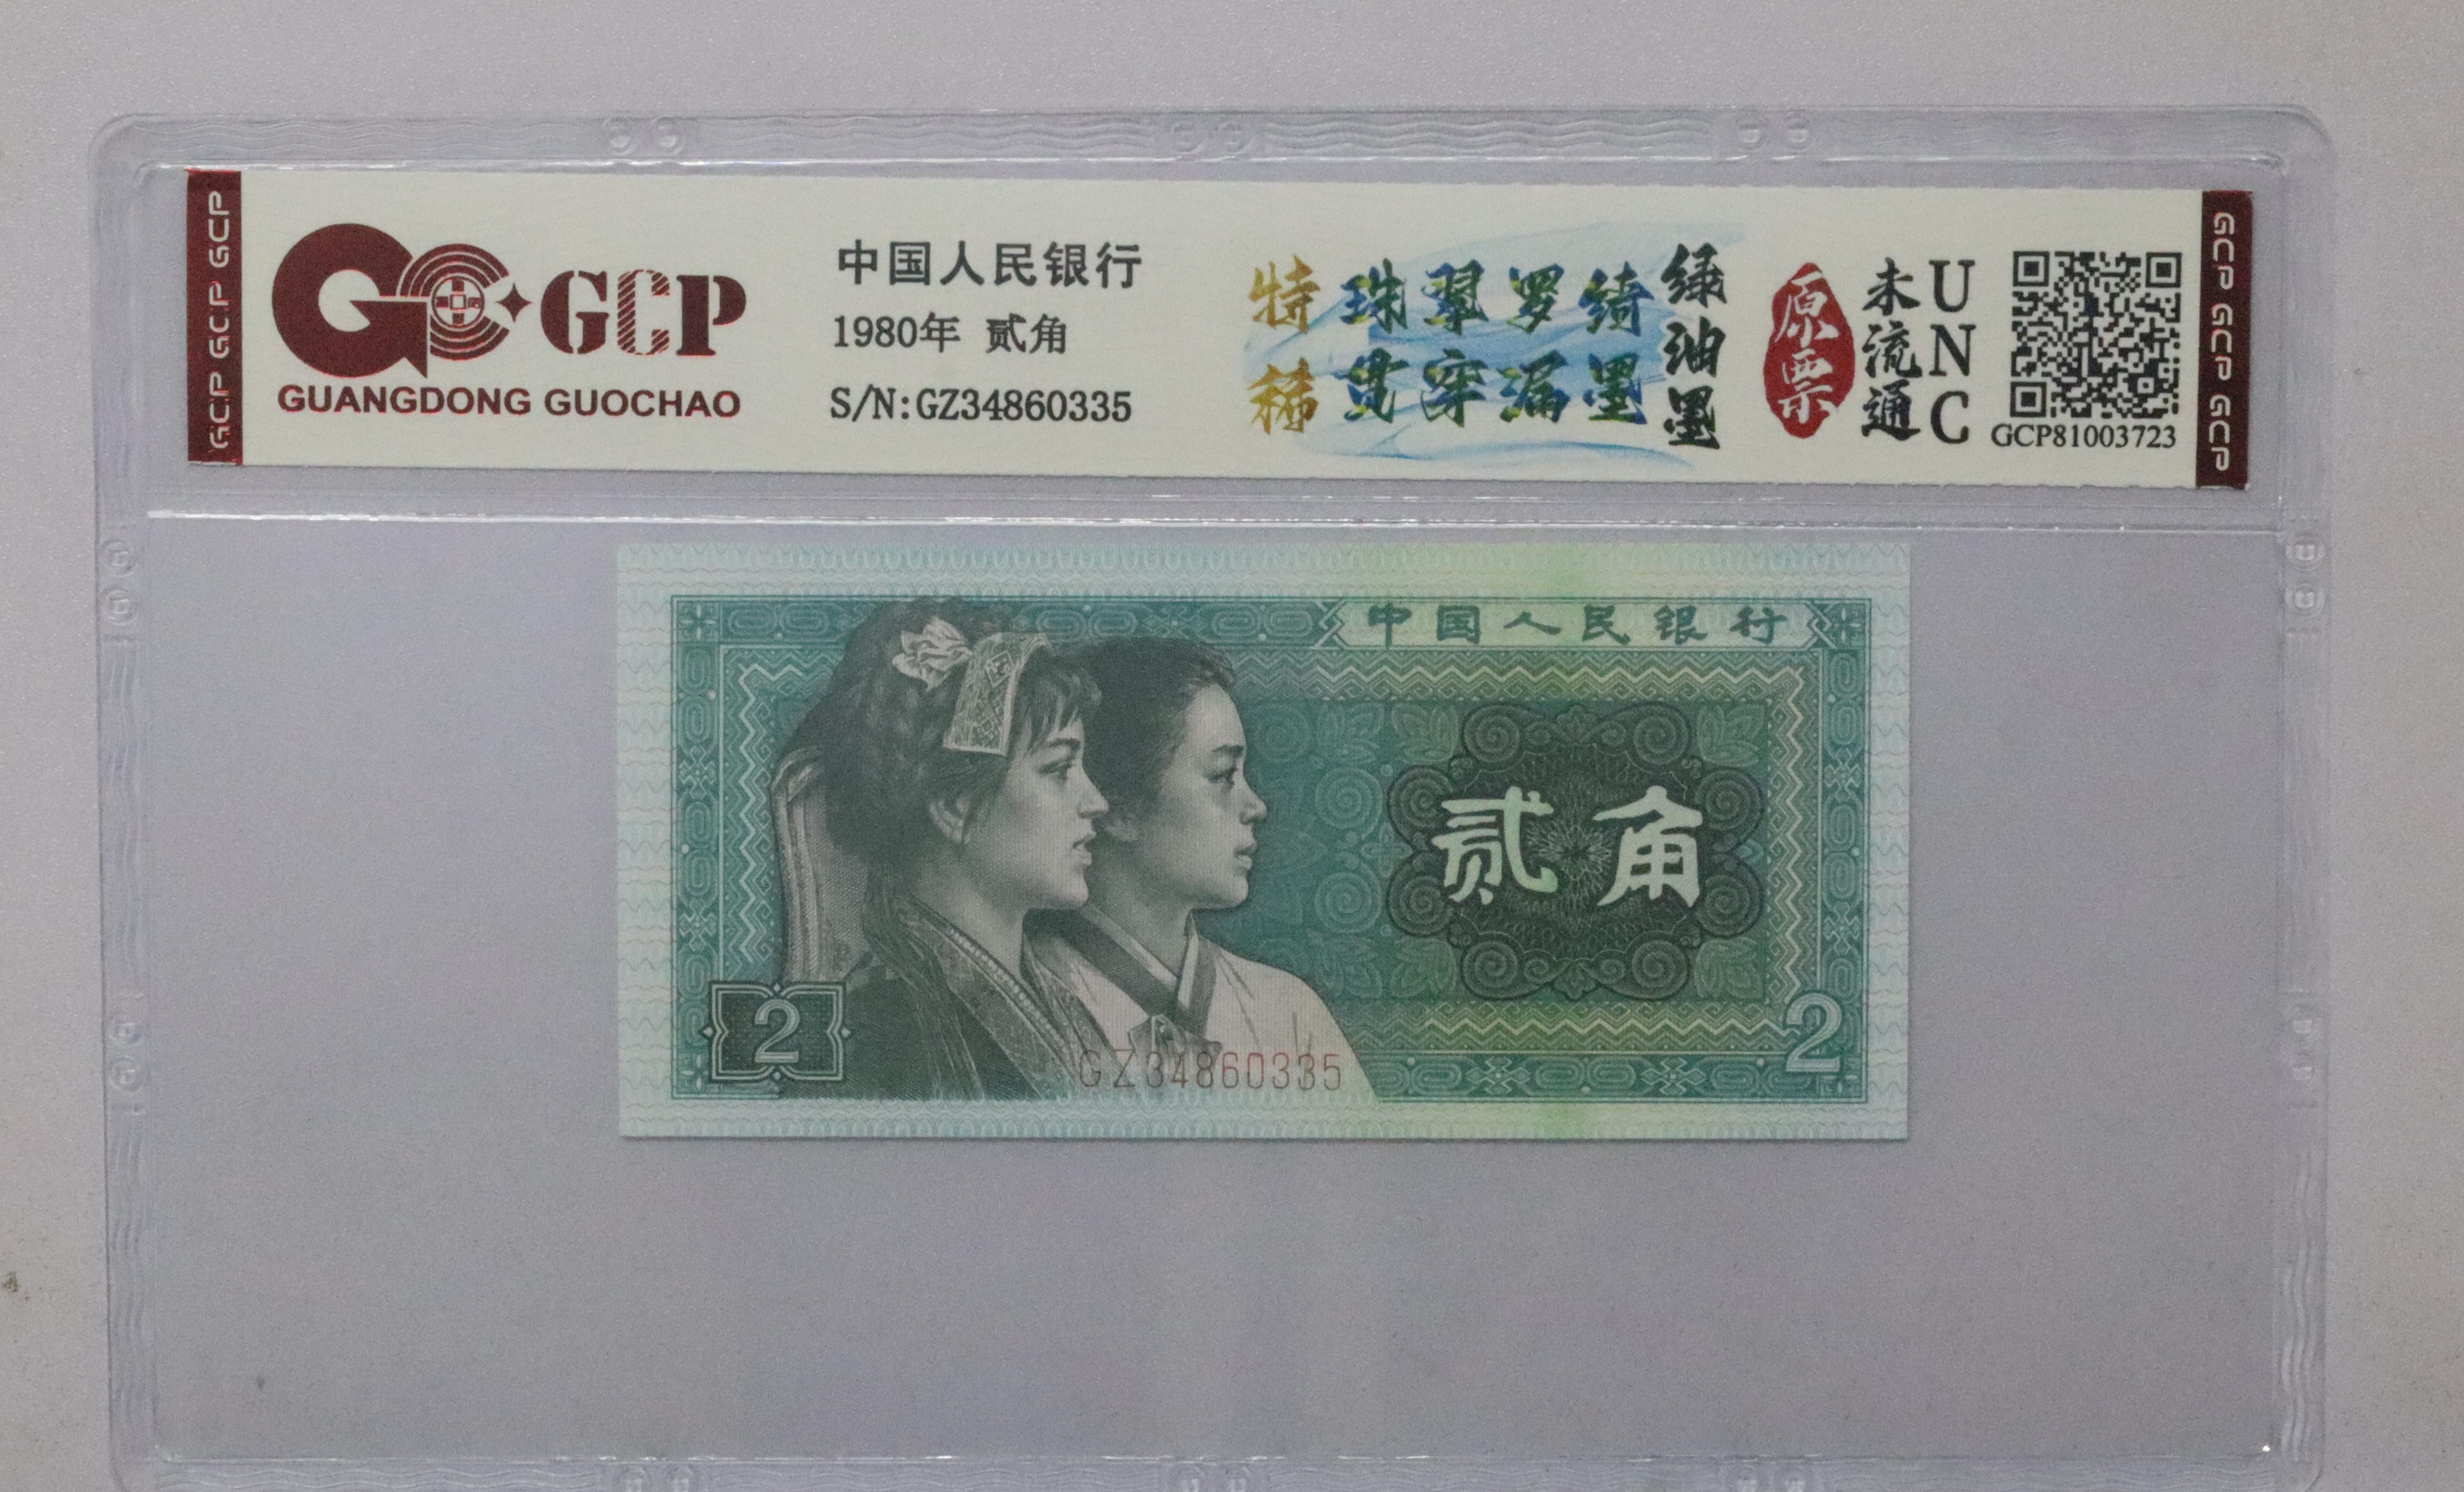 GCP GCP GCP
GCP
GUANGDONG GUOCHAO
中国人民银行
1980年 贰角
S/N:GZ34860335
特稀
珠翠罗绮
贯穿漏墨
绿油墨
原票
未流通
UNC
GCP81003723
GCP GCP GCP
中国人民银行
贰角
2
2
GZ34860335